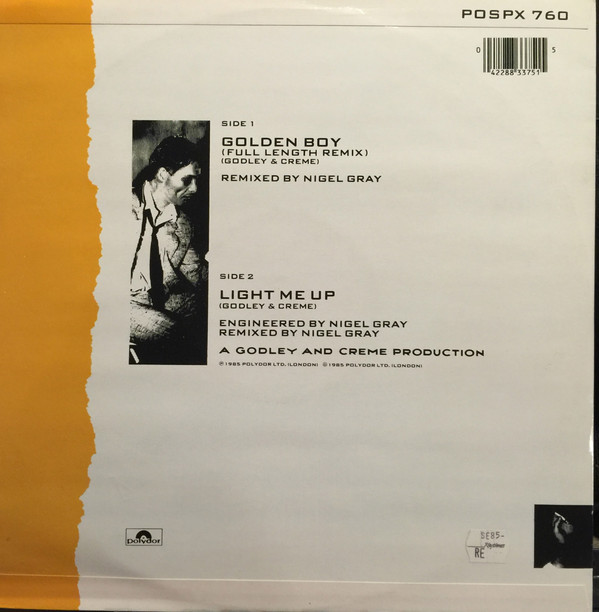 POSPX 760
0 42288 33751 5
SIDE 1
GOLDEN BOY
(FULL LENGTH REMIX)
(GODLEY & CREME)
REMIXED BY NIGEL GRAY
SIDE 2
LIGHT ME UP
(GODLEY & CREME)
ENGINEERED BY NIGEL GRAY
REMIXED BY NIGEL GRAY
A GODLEY AND CREME PRODUCTION
℗ 1985 POLYDOR LTD. (LONDON) © 1985 POLYDOR LTD. (LONDON)
polydor
RE